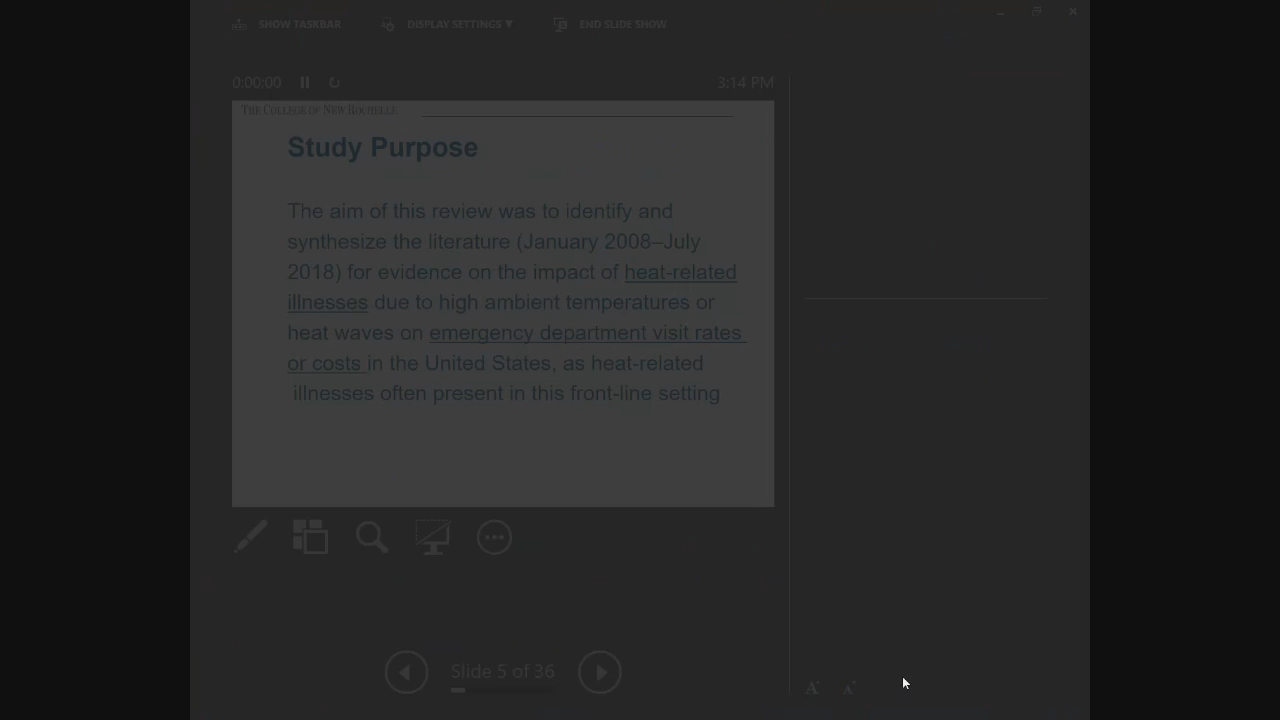 SHOW TASKBAR DISPLAY SETTINGS ▼ END SLIDE SHOW
0:00:00 3:14 PM
THE COLLEGE OF NEW ROCHELLE
Study Purpose
The aim of this review was to identify and
synthesize the literature (January 2008–July
2018) for evidence on the impact of heat-related
illnesses due to high ambient temperatures or
heat waves on emergency department visit rates
or costs in the United States, as heat-related
illnesses often present in this front-line setting
Slide 5 of 36
A A